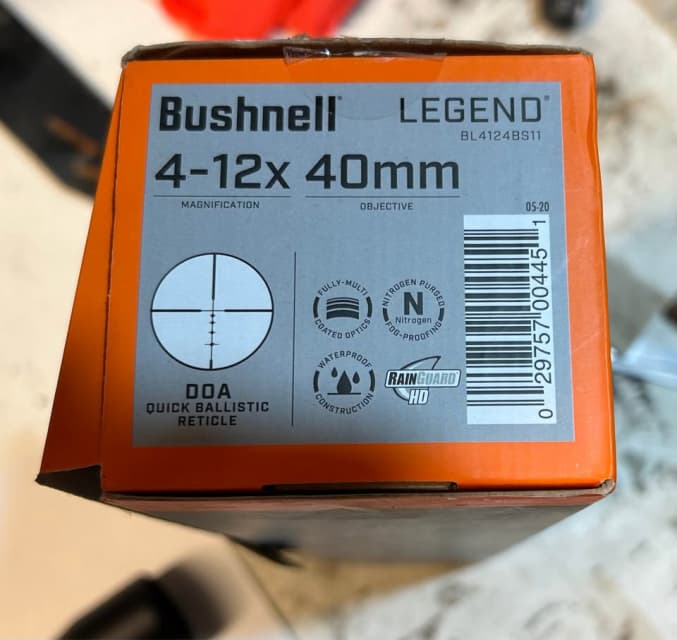 Bushnell®
LEGEND®
BL4124BS11
4-12x 40mm
MAGNIFICATION
OBJECTIVE
05-20
FULLY-MULTI
COATED OPTICS
NITROGEN PURGED
N
Nitrogen
FOG-PROOFING
WATERPROOF
CONSTRUCTION
RAINGUARD®
HD
DOA
QUICK BALLISTIC
RETICLE
0 29757 00445 1